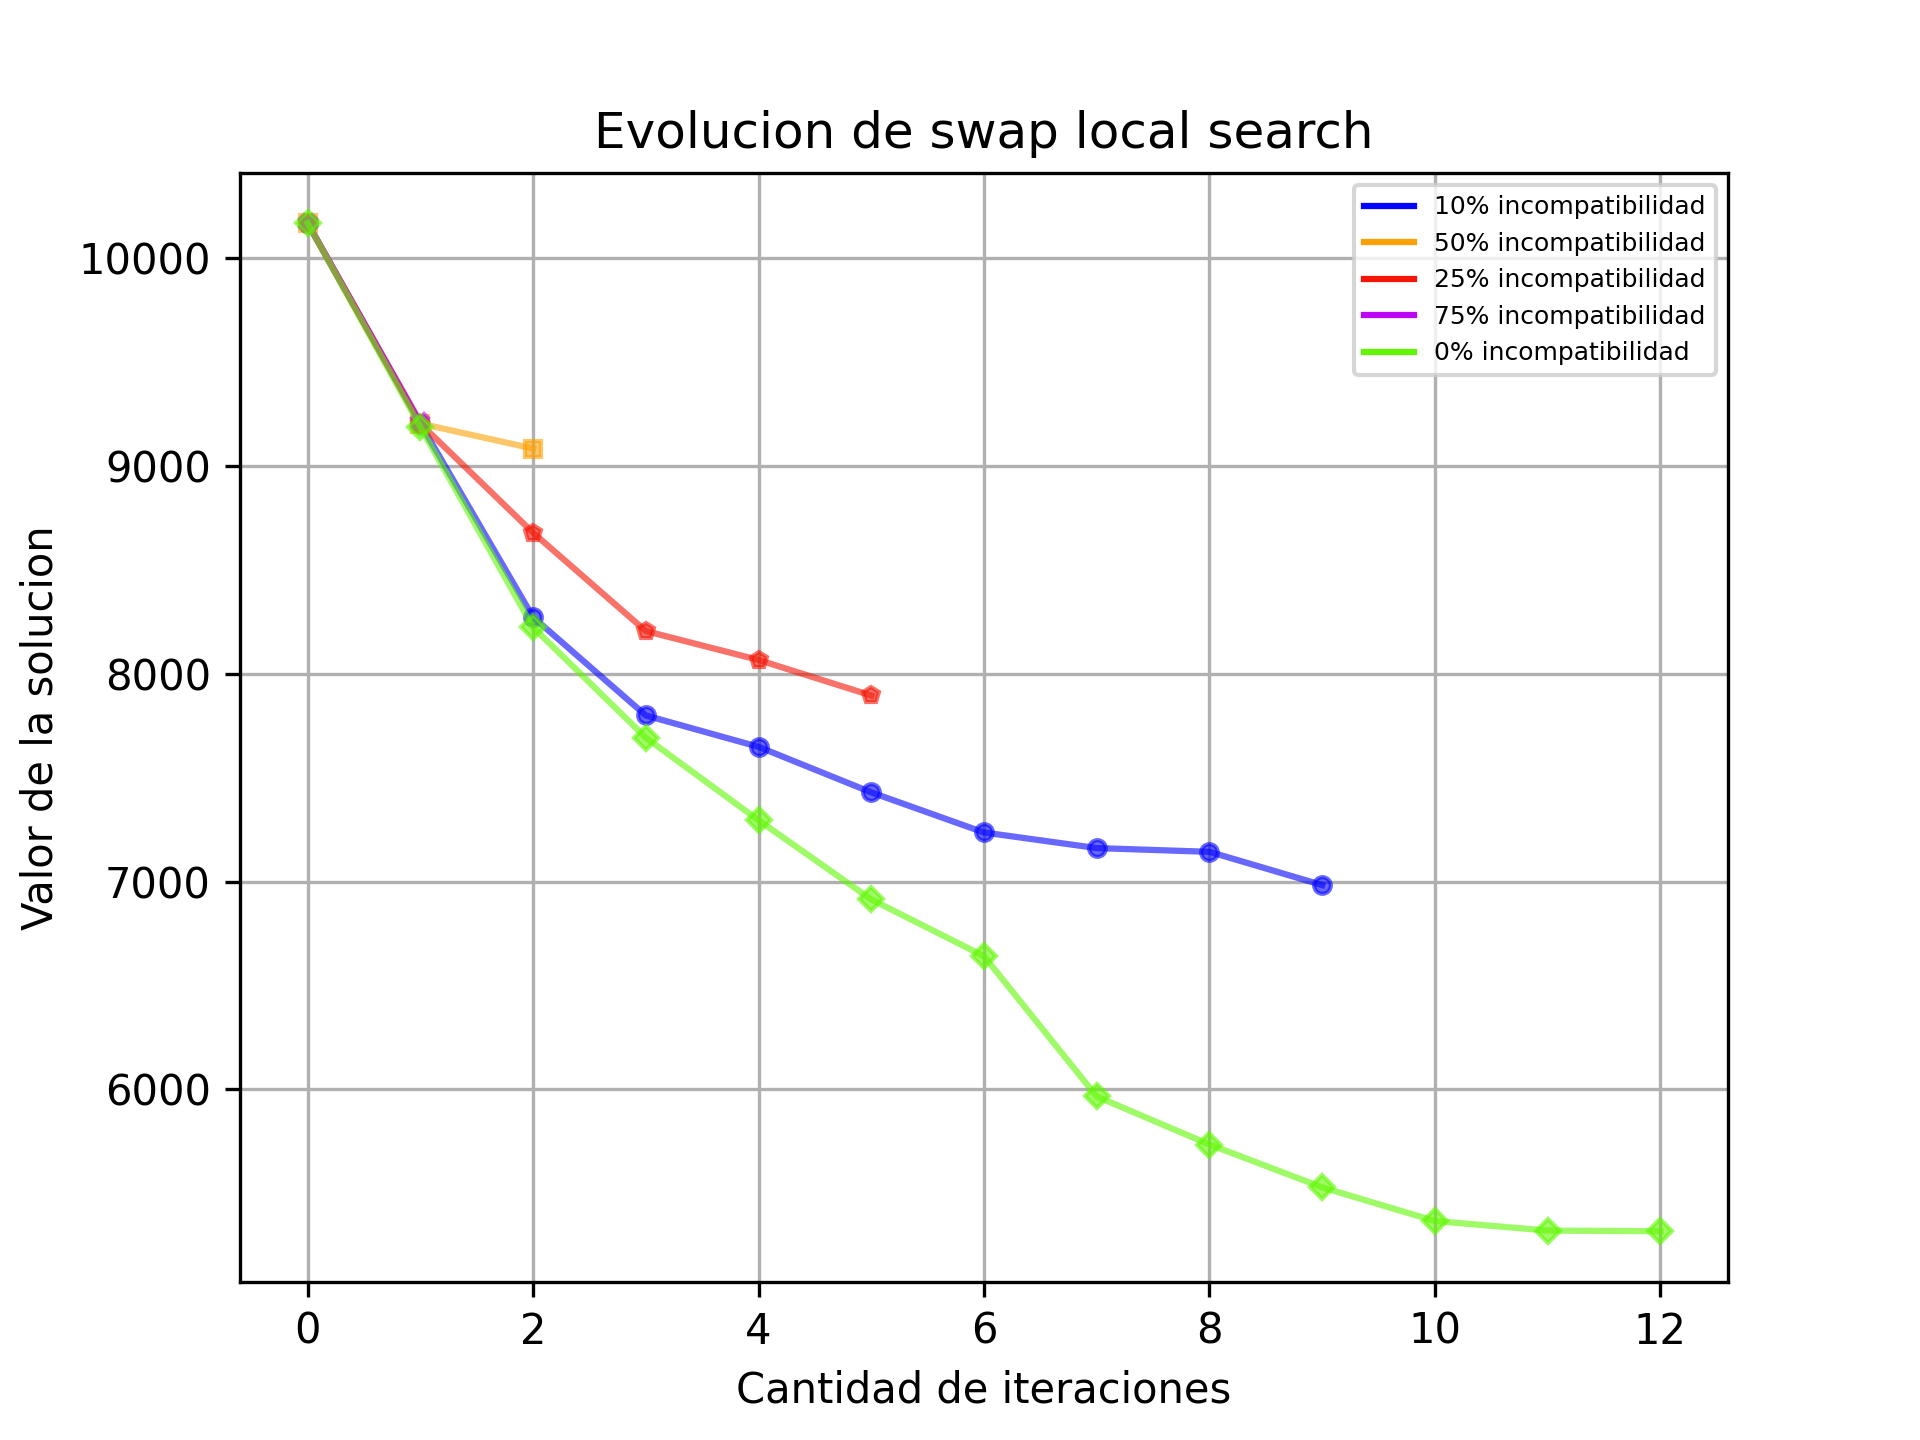 Evolucion de swap local search
10% incompatibilidad
50% incompatibilidad
25% incompatibilidad
75% incompatibilidad
0% incompatibilidad
Valor de la solucion
10000
9000
8000
7000
6000
0 2 4 6 8 10 12
Cantidad de iteraciones